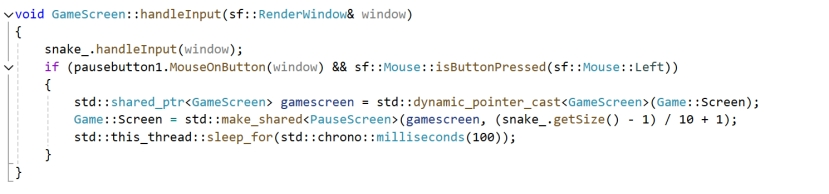 void GameScreen::handleInput(sf::RenderWindow& window)
{
    snake_.handleInput(window);
    if (pausebutton1.MouseOnButton(window) && sf::Mouse::isButtonPressed(sf::Mouse::Left))
    {
        std::shared_ptr<GameScreen> gamescreen = std::dynamic_pointer_cast<GameScreen>(Game::Screen);
        Game::Screen = std::make_shared<PauseScreen>(gamescreen, (snake_.getSize() - 1) / 10 + 1);
        std::this_thread::sleep_for(std::chrono::milliseconds(100));
    }
}